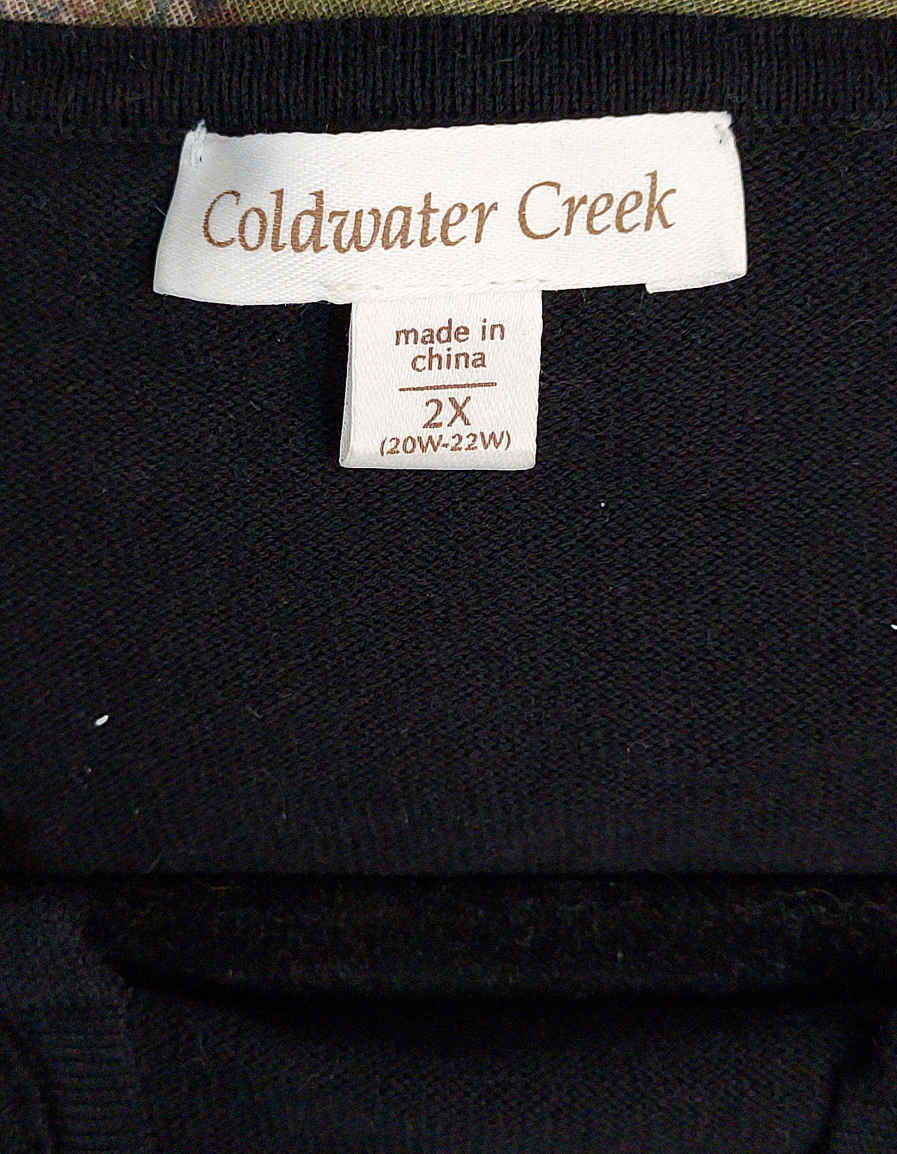 Coldwater Creek
made in
china
2X
(20W-22W)